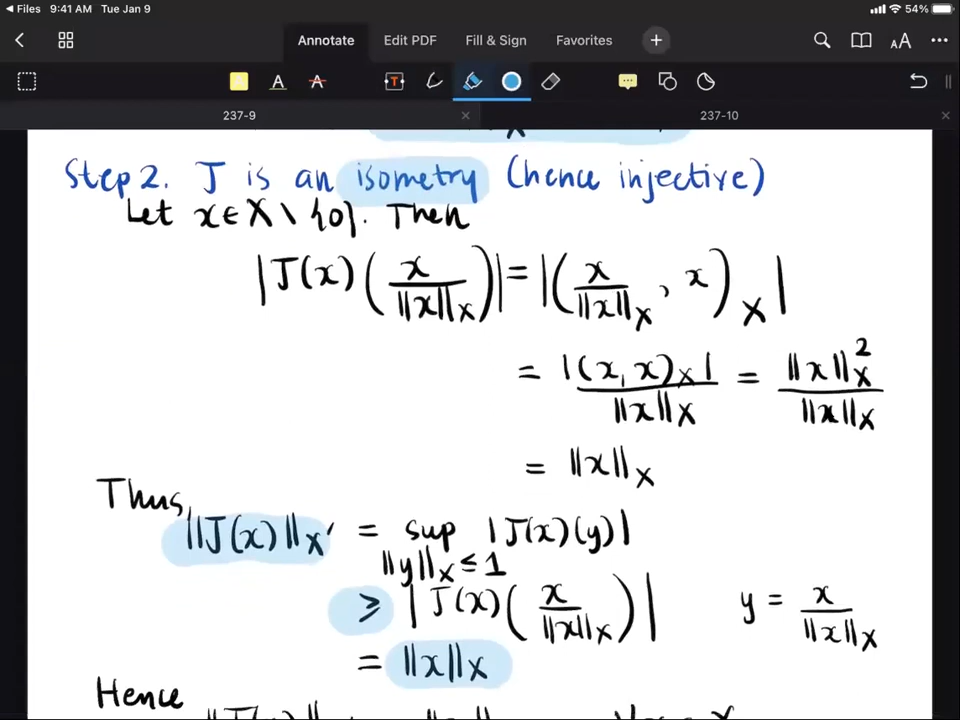 Files 9:41 AM Tue Jan 9 54%
Annotate Edit PDF Fill & Sign Favorites
237-9 237-10
Step 2. J is an isometry (hence injective)
Let x ∈ X \ {0}. Then
|J(x)(x/‖x‖_X)| = |(x/‖x‖_X, x)_X|
= |(x, x)_X|/‖x‖_X = ‖x‖_X^2/‖x‖_X
= ‖x‖_X
Thus,
‖J(x)‖_X' = sup |J(x)(y)|
‖y‖_X ≤ 1
≥ |J(x)(x/‖x‖_X)| y = x/‖x‖_X
= ‖x‖_X
Hence